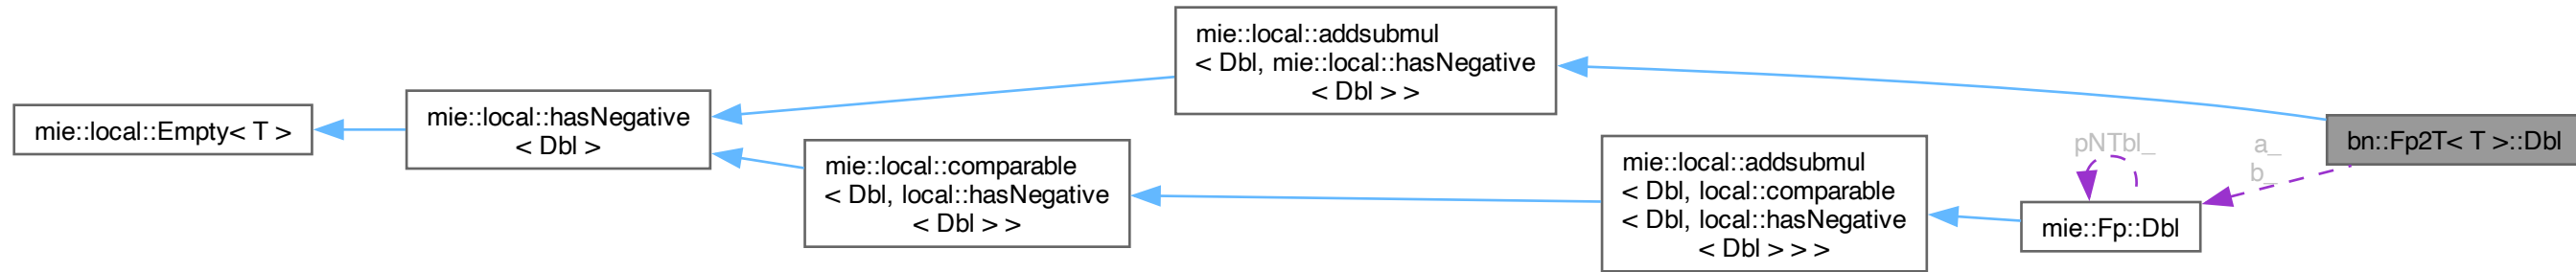 mie::local::Empty< T >
mie::local::hasNegative
< Dbl >
mie::local::addsubmul
< Dbl, mie::local::hasNegative
< Dbl > >
mie::local::comparable
< Dbl, local::hasNegative
< Dbl > >
mie::local::addsubmul
< Dbl, local::comparable
< Dbl, local::hasNegative
< Dbl > > >
pNTbl_
mie::Fp::Dbl
a_
b_
bn::Fp2T< T >::Dbl